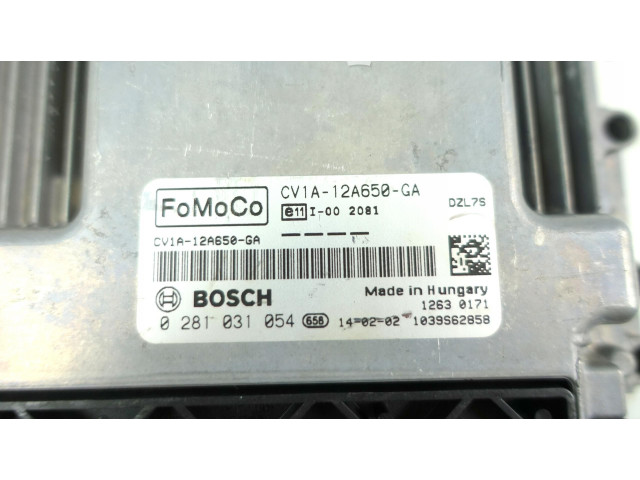 FoMoCo
CV1A-12A650-GA
e11 I-00 2081
DZL7S
CV1A-12A650-GA
BOSCH
Made in Hungary
1263 0171
0 281 031 054 656 14-02-02 1039S62858